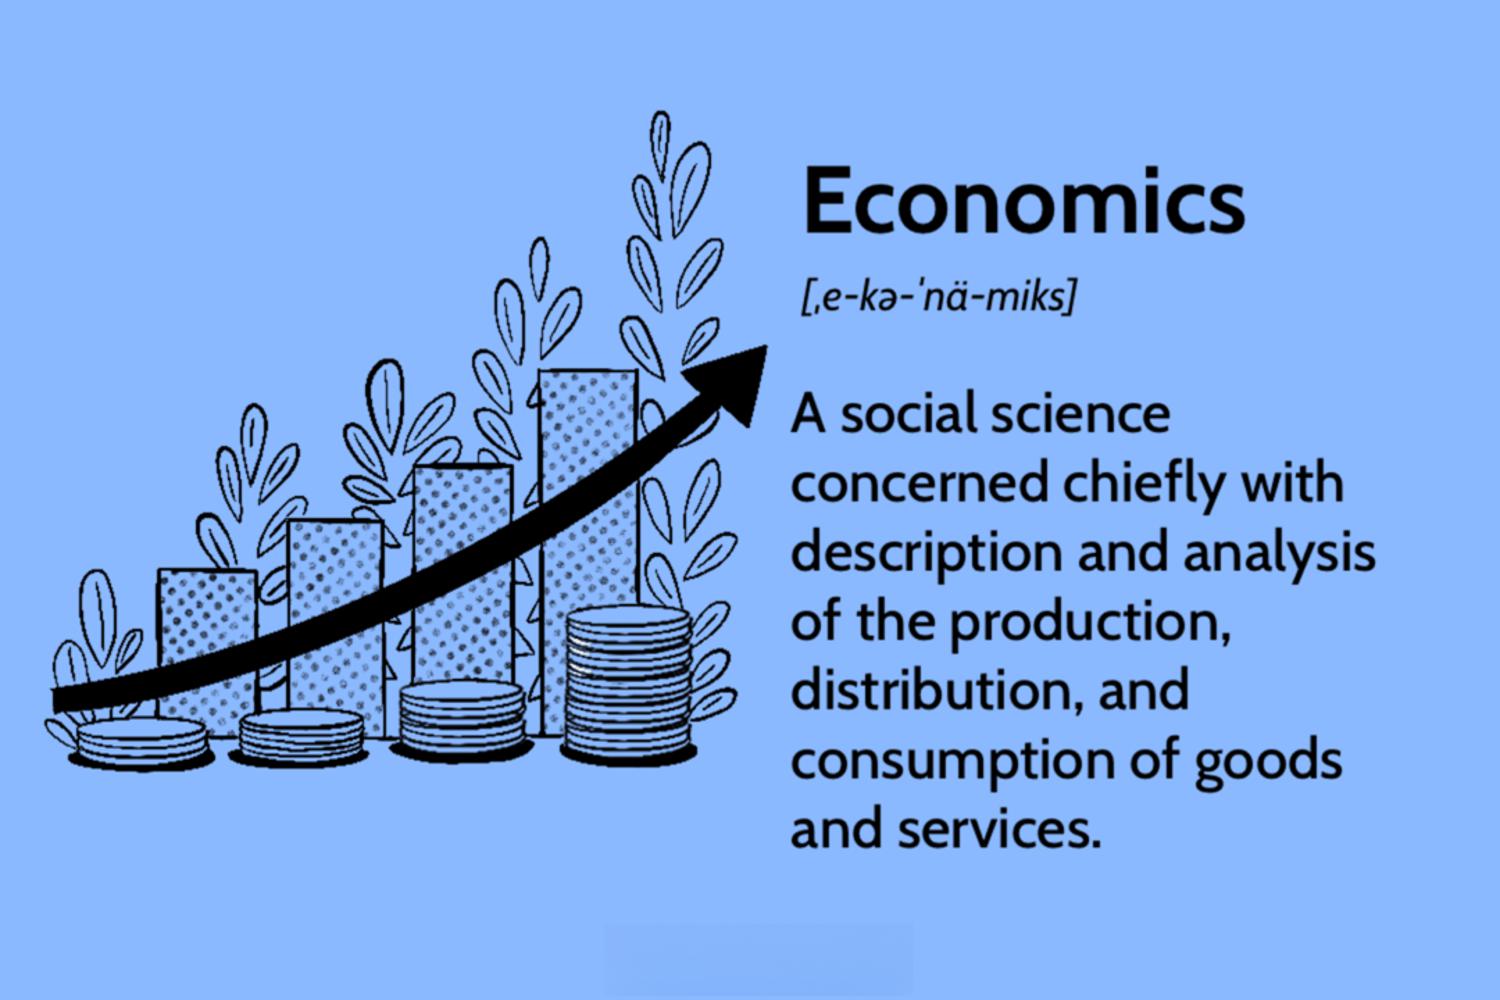 Economics
[ˌe-kə-ˈnä-miks]
A social science
concerned chiefly with
description and analysis
of the production,
distribution, and
consumption of goods
and services.